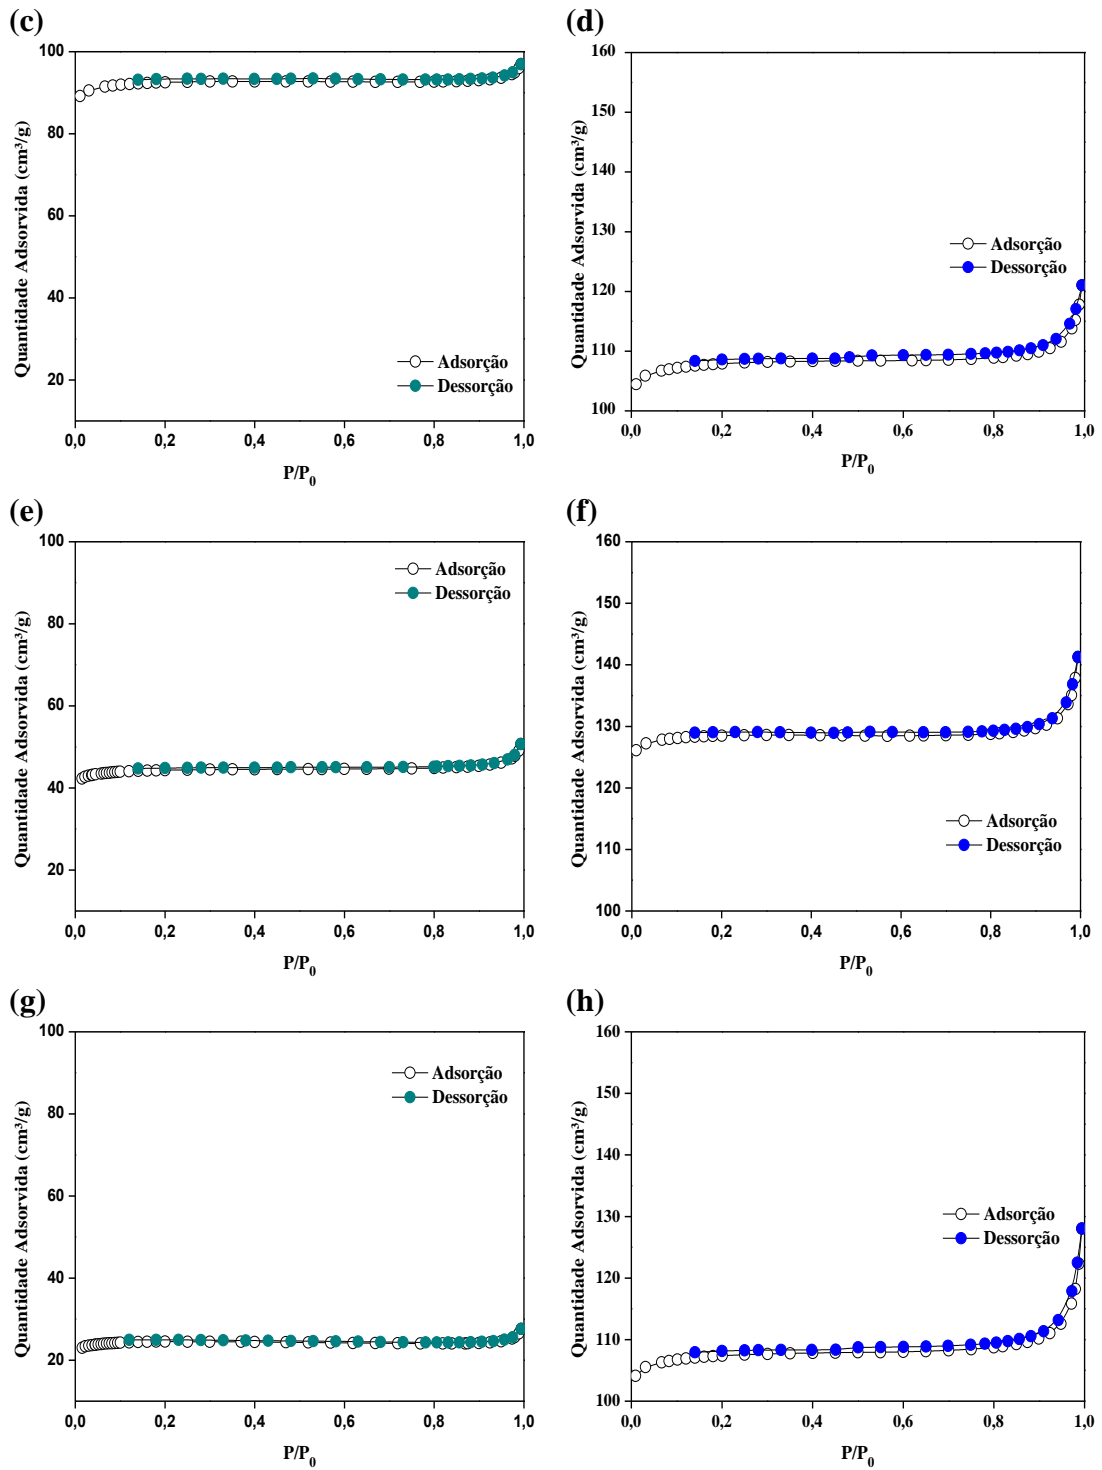 (c)
100
80
60
40
20
0,0 0,2 0,4 0,6 0,8 1,0
Quantidade Adsorvida (cm³/g)
P/P0
Adsorção
Dessorção
(d)
160
150
140
130
120
110
100
0,0 0,2 0,4 0,6 0,8 1,0
Quantidade Adsorvida (cm³/g)
P/P0
Adsorção
Dessorção
(e)
100
80
60
40
20
0,0 0,2 0,4 0,6 0,8 1,0
Quantidade Adsorvida (cm³/g)
P/P0
Adsorção
Dessorção
(f)
160
150
140
130
120
110
100
0,0 0,2 0,4 0,6 0,8 1,0
Quantidade Adsorvida (cm³/g)
P/P0
Adsorção
Dessorção
(g)
100
80
60
40
20
0,0 0,2 0,4 0,6 0,8 1,0
Quantidade Adsorvida (cm³/g)
P/P0
Adsorção
Dessorção
(h)
160
150
140
130
120
110
100
0,0 0,2 0,4 0,6 0,8 1,0
Quantidade Adsorvida (cm³/g)
P/P0
Adsorção
Dessorção